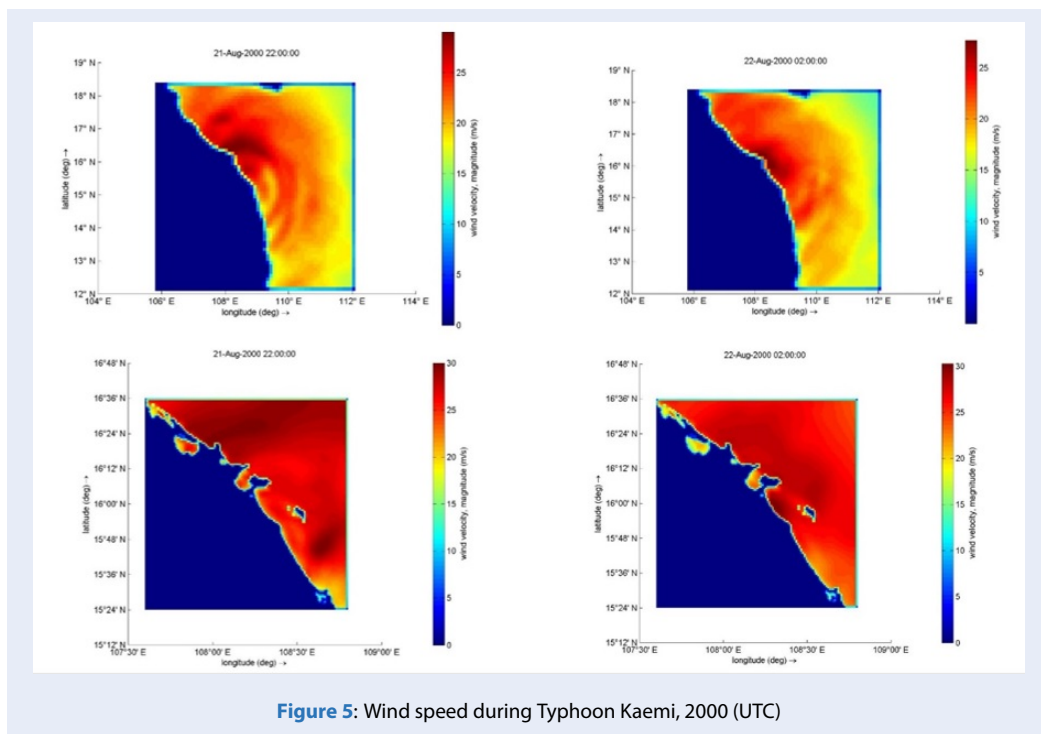 21-Aug-2000 22:00:00
19° N
18° N
17° N
16° N
15° N
14° N
13° N
12° N
104° E 106° E 108° E 110° E 112° E 114° E
latitude (deg) →
longitude (deg) →
25
20
15
10
5
0
wind velocity, magnitude (m/s)
22-Aug-2000 02:00:00
19° N
18° N
17° N
16° N
15° N
14° N
13° N
12° N
104° E 106° E 108° E 110° E 112° E 114° E
latitude (deg) →
longitude (deg) →
25
20
15
10
5
wind velocity, magnitude (m/s)
21-Aug-2000 22:00:00
16°48' N
16°36' N
16°24' N
16°12' N
16°00' N
15°48' N
15°36' N
15°24' N
15°12' N
107°30' E 108°00' E 108°30' E 109°00' E
latitude (deg) →
longitude (deg) →
30
25
20
15
10
5
0
wind velocity, magnitude (m/s)
22-Aug-2000 02:00:00
16°48' N
16°36' N
16°24' N
16°12' N
16°00' N
15°48' N
15°36' N
15°24' N
15°12' N
107°30' E 108°00' E 108°30' E 109°00' E
latitude (deg) →
longitude (deg) →
30
25
20
15
10
5
0
wind velocity, magnitude (m/s)
Figure 5: Wind speed during Typhoon Kaemi, 2000 (UTC)